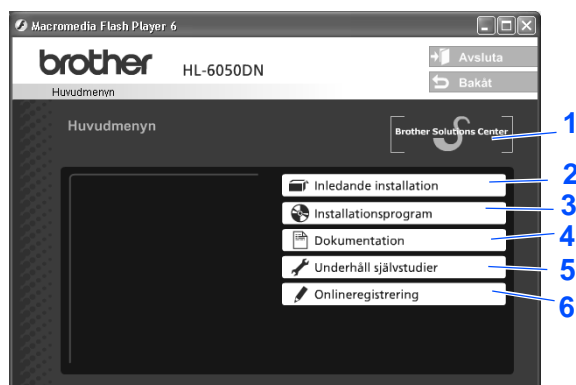 Macromedia Flash Player 6
brother
HL-6050DN
Avsluta
Bakåt
Huvudmenyn
Huvudmenyn
Brother Solutions Center
1
Inledande installation
2
Installationsprogram
3
Dokumentation
4
Underhåll självstudier
5
Onlineregistrering
6